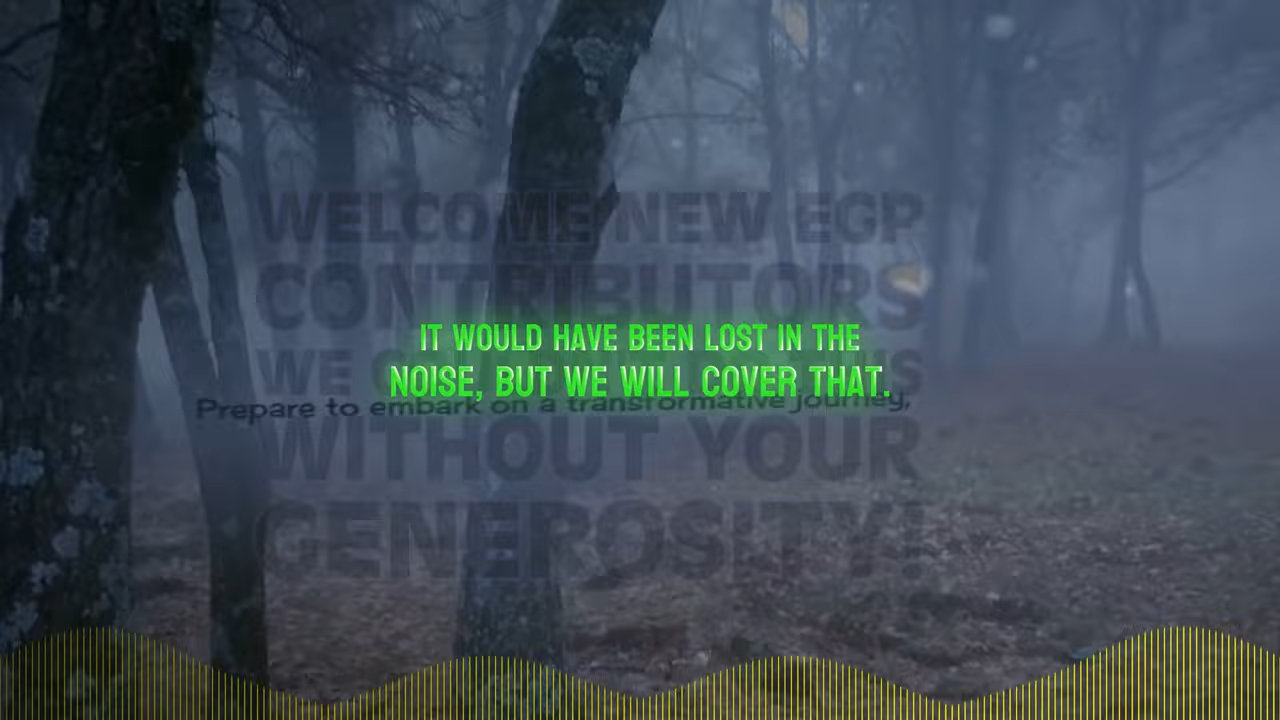 WELCOME NEW EGP
CONTRIBUTORS
IT WOULD HAVE BEEN LOST IN THE
NOISE, BUT WE WILL COVER THAT.
WE
Prepare to embark on a transformative journey,
WITHOUT YOUR
GENEROSITY!